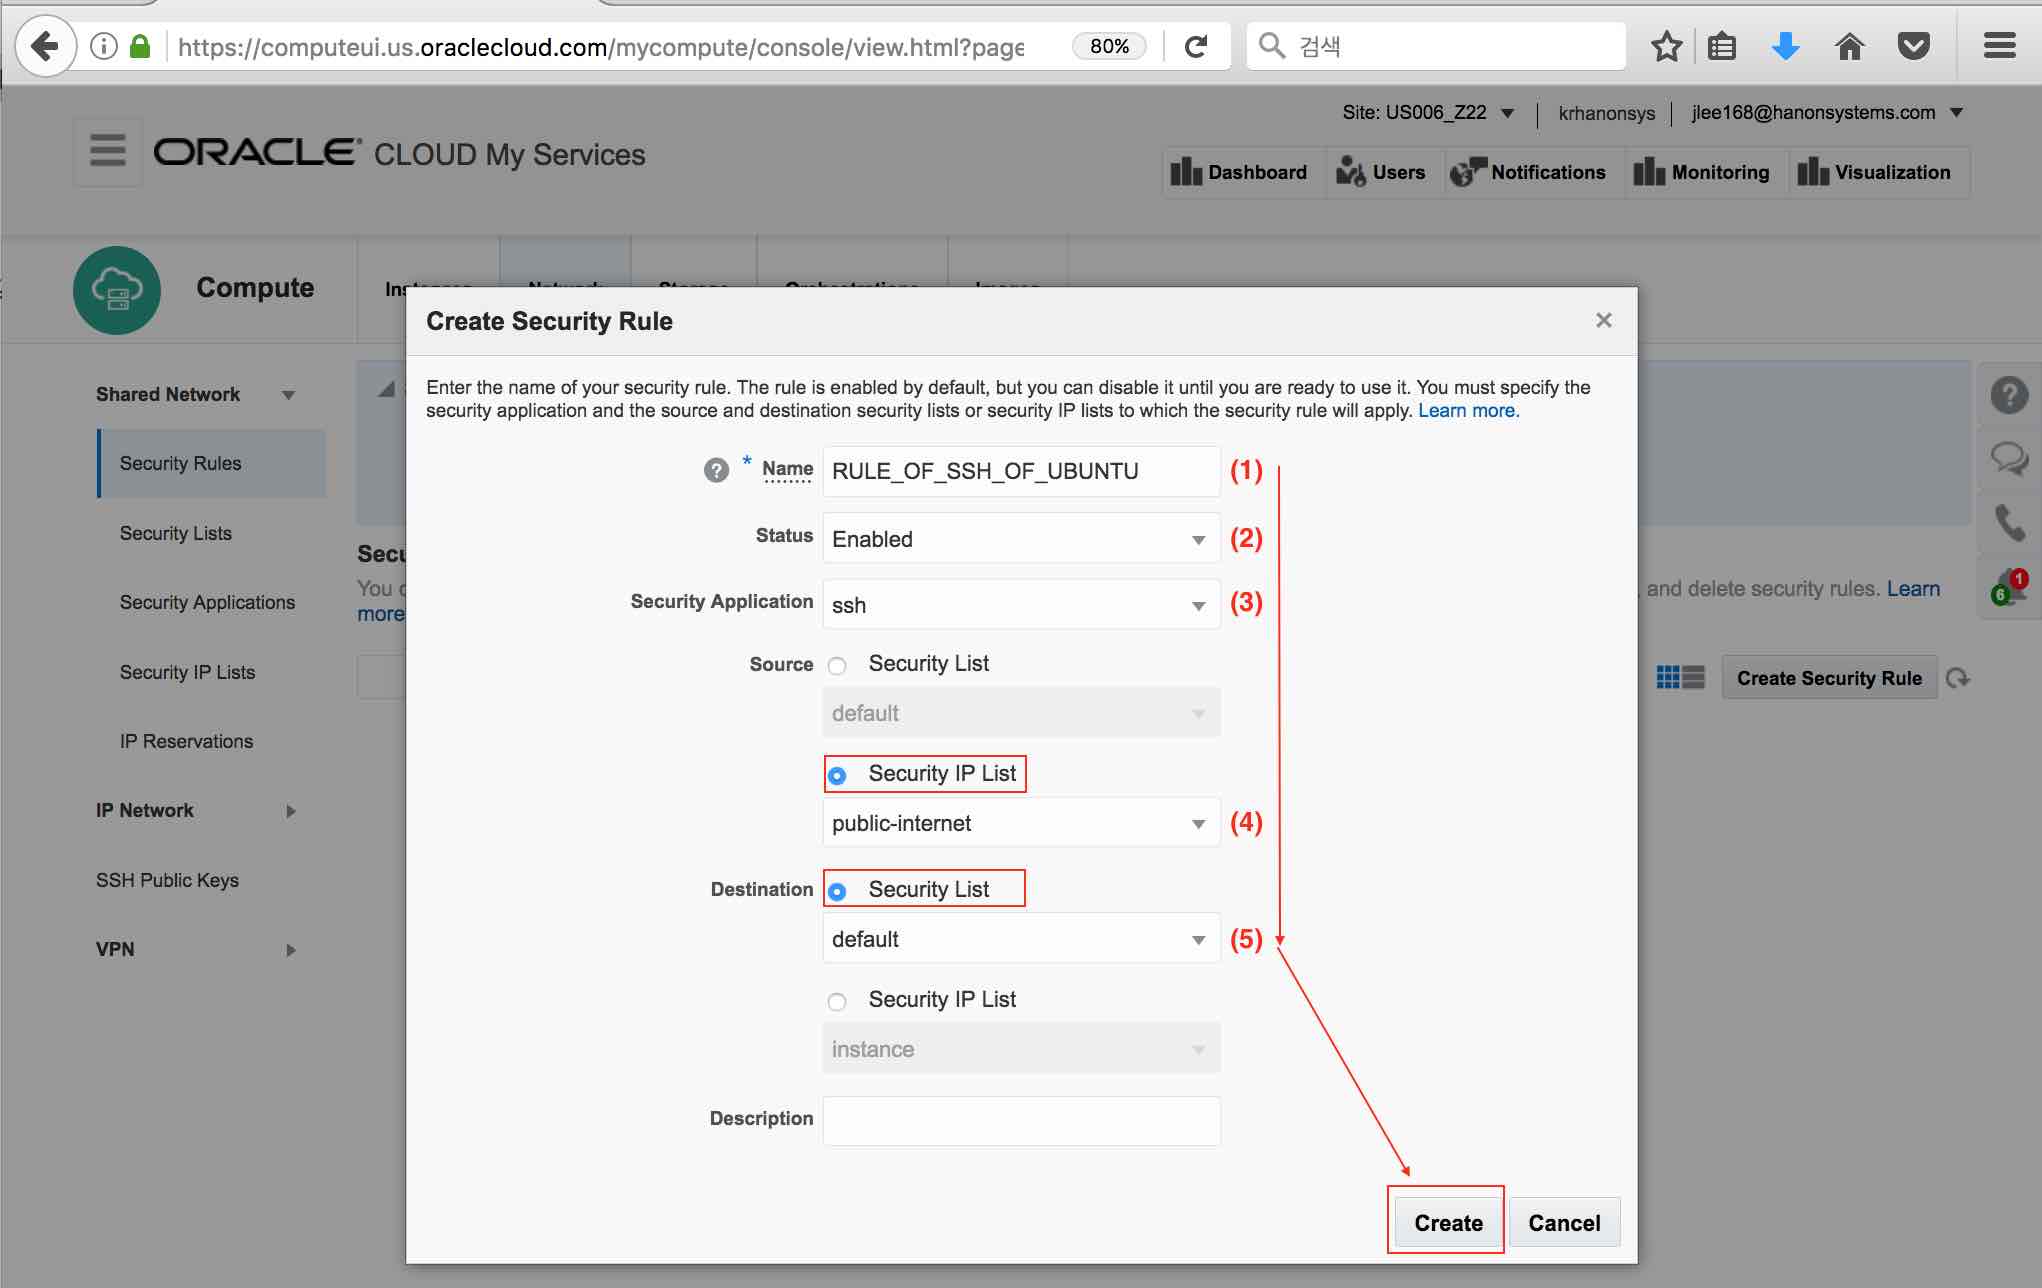 https://computeui.us.oraclecloud.com/mycompute/console/view.html?page
80%
검색
Site: US006_Z22
krhanonsys
jlee168@hanonsystems.com
ORACLE CLOUD My Services
Dashboard
Users
Notifications
Monitoring
Visualization
Compute
Instances
Network
Storage
Orchestrations
Images
Create Security Rule
×
Enter the name of your security rule. The rule is enabled by default, but you can disable it until you are ready to use it. You must specify the
security application and the source and destination security lists or security IP lists to which the security rule will apply. Learn more.
Shared Network
Security Rules
Security Lists
Security Applications
Security IP Lists
IP Reservations
IP Network
SSH Public Keys
VPN
? * Name RULE_OF_SSH_OF_UBUNTU (1)
Status Enabled (2)
Security Application ssh (3)
Source Security List
default
Security IP List
public-internet (4)
Destination Security List
default (5)
Security IP List
instance
Description
Create
Cancel
Secu
You
more
, and delete security rules. Learn
Create Security Rule
?
1
6